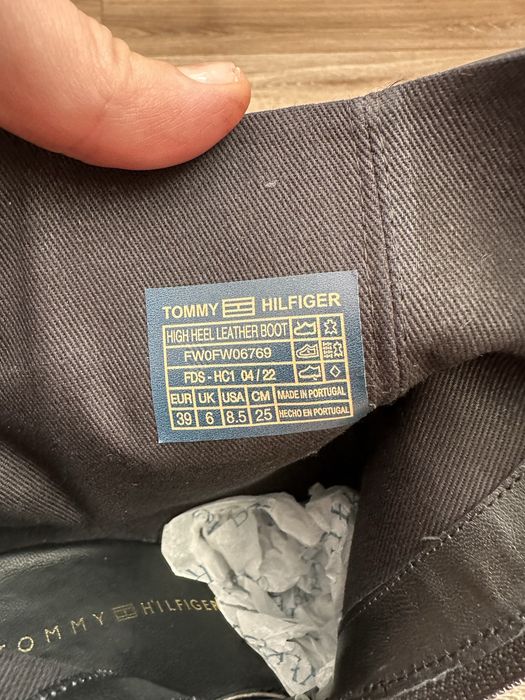 TOMMY HILFIGER
HIGH HEEL LEATHER BOOT
FW0FW06769
FDS - HC1 04/22
EUR UK USA CM MADE IN PORTUGAL
39 6 8.5 25 HECHO EN PORTUGAL
TOMMY HILFIGER